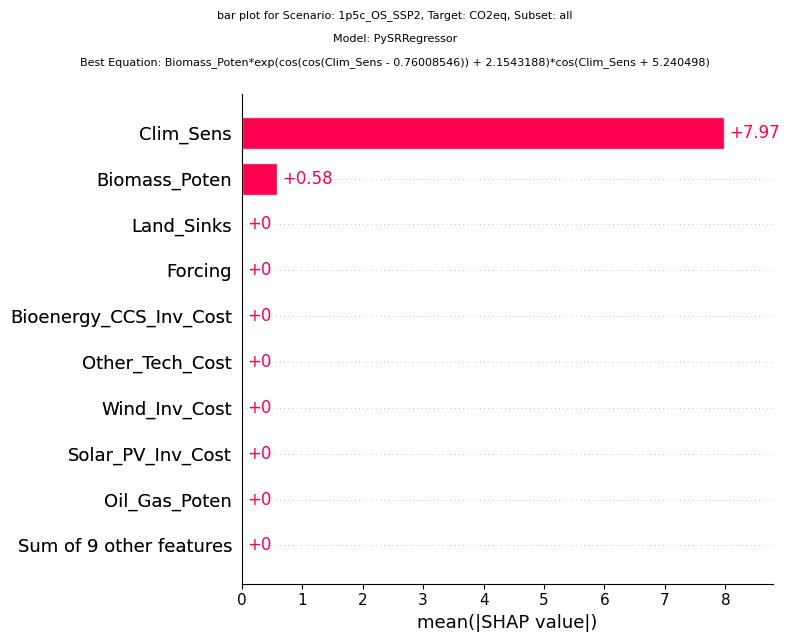 bar plot for Scenario: 1p5c_OS_SSP2, Target: CO2eq, Subset: all
Model: PySRRegressor
Best Equation: Biomass_Poten*exp(cos(cos(Clim_Sens - 0.76008546)) + 2.1543188)*cos(Clim_Sens + 5.240498)
Clim_Sens +7.97
Biomass_Poten +0.58
Land_Sinks +0
Forcing +0
Bioenergy_CCS_Inv_Cost +0
Other_Tech_Cost +0
Wind_Inv_Cost +0
Solar_PV_Inv_Cost +0
Oil_Gas_Poten +0
Sum of 9 other features +0
0 1 2 3 4 5 6 7 8
mean(|SHAP value|)